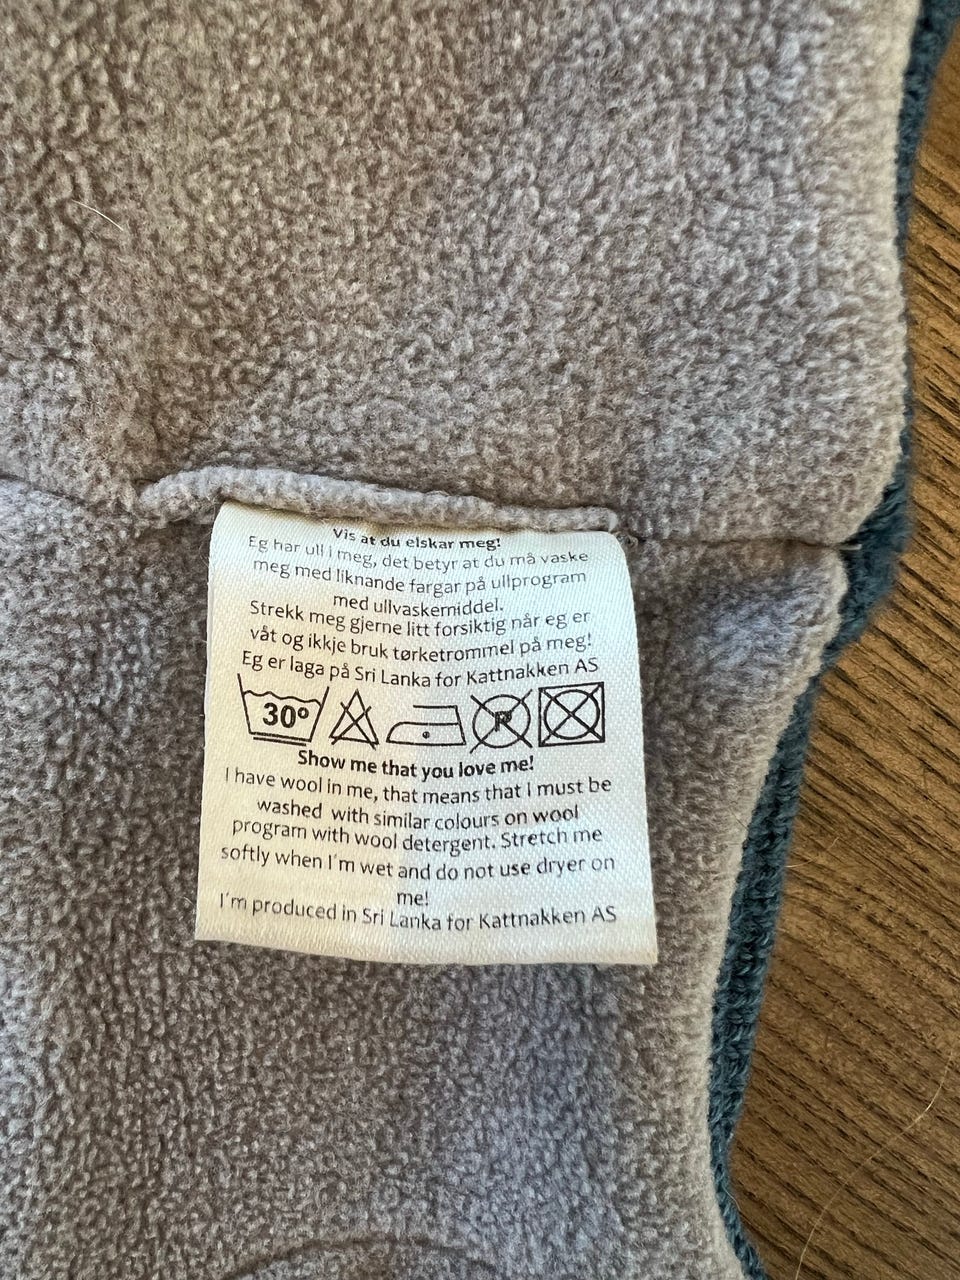 Vis at du elskar meg!
Eg har ull i meg, det betyr at du må vaske
meg med liknande fargar på ullprogram
med ullvaskemiddel.
Strekk meg gjerne litt forsiktig når eg er
våt og ikkje bruk tørketrommel på meg!
Eg er laga på Sri Lanka for Kattnakken AS
30° P
Show me that you love me!
I have wool in me, that means that I must be
washed with similar colours on wool
program with wool detergent. Stretch me
softly when I'm wet and do not use dryer on
me!
I'm produced in Sri Lanka for Kattnakken AS